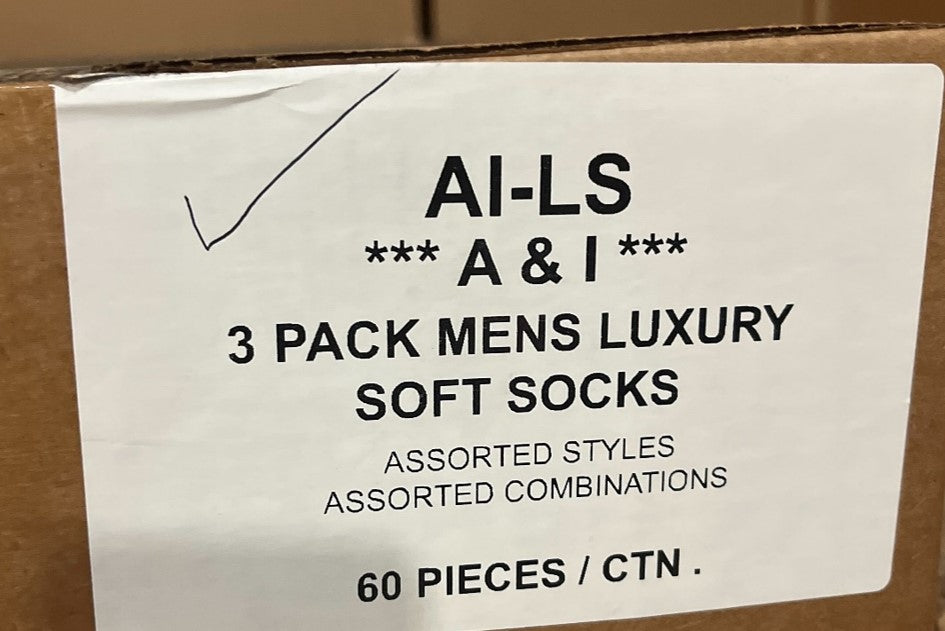 AI-LS
*** A & I ***
3 PACK MENS LUXURY
SOFT SOCKS
ASSORTED STYLES
ASSORTED COMBINATIONS
60 PIECES / CTN .